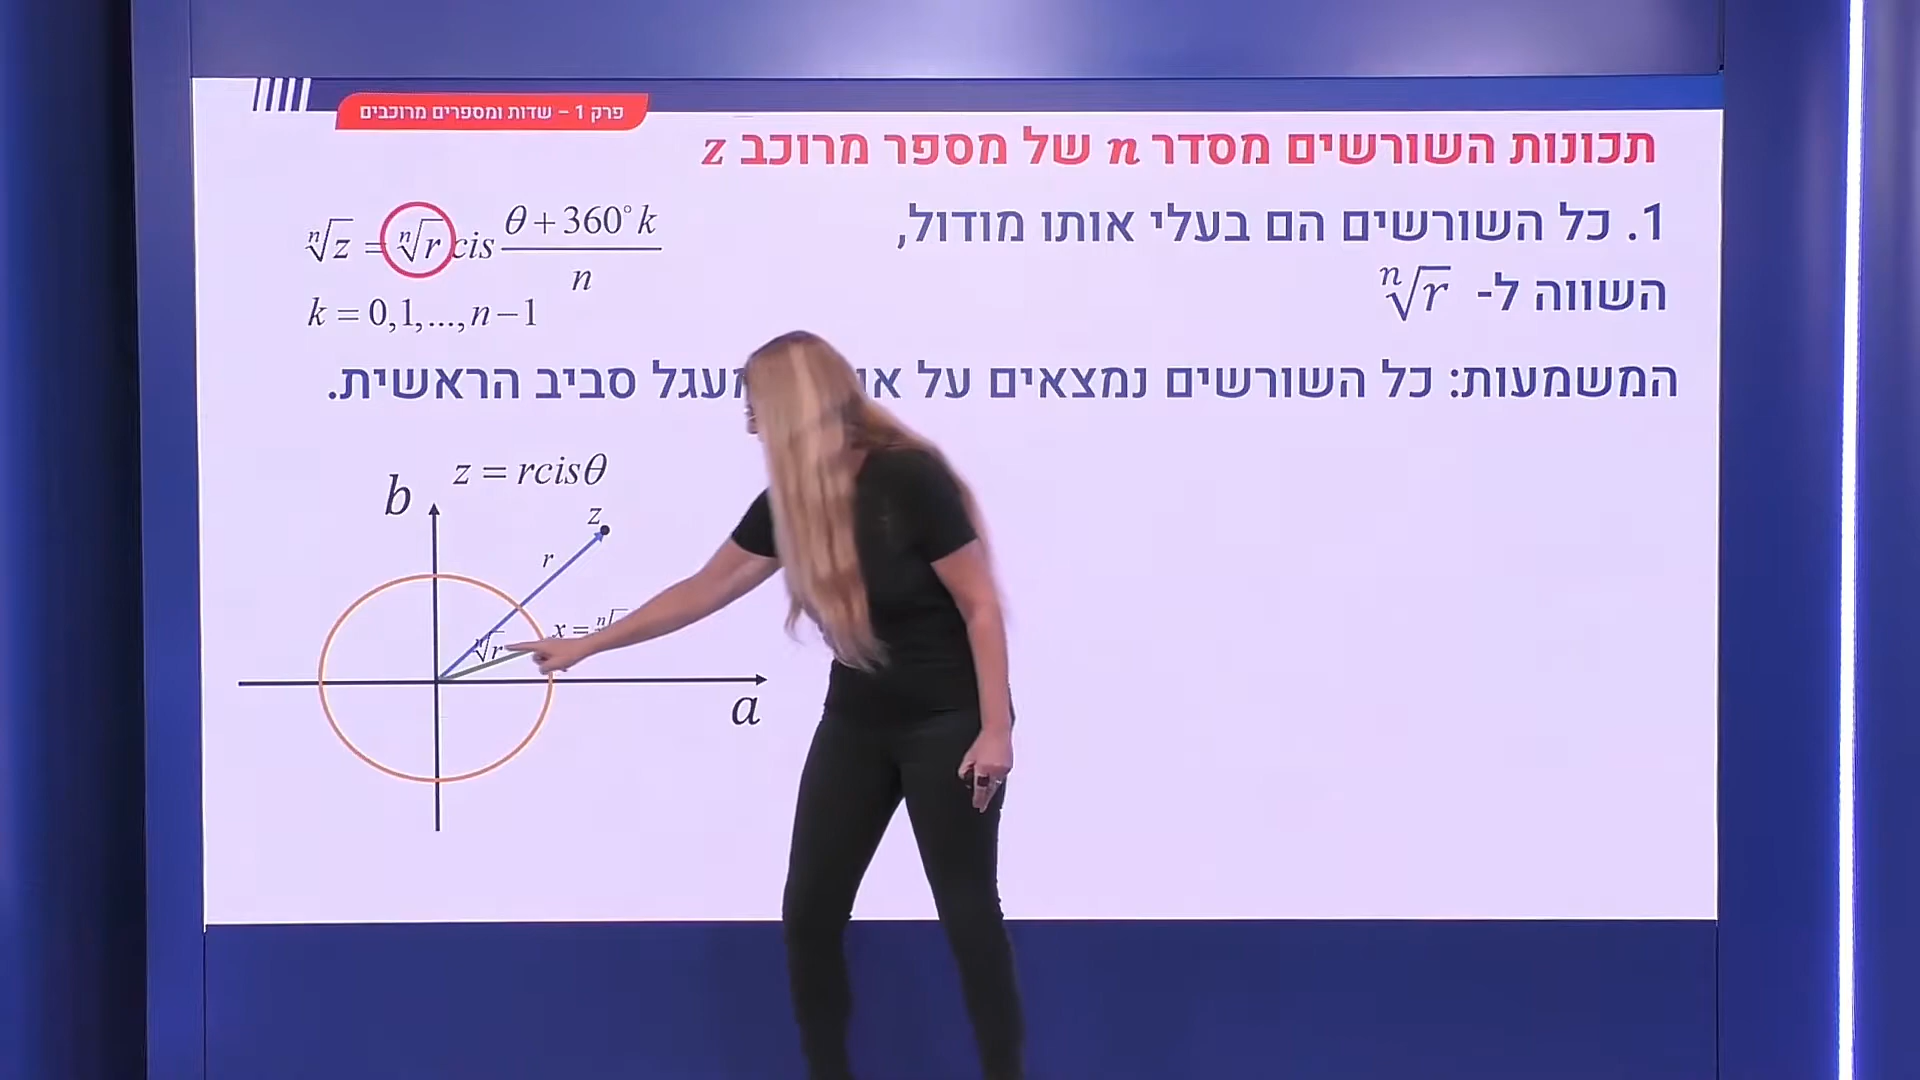 פרק 1 – שדות ומספרים מרוכבים
תכונות השורשים מסדר n של מספר מרוכב z
1. כל השורשים הם בעלי אותו מודול,
השווה ל- ⁿ√r
ⁿ√z = ⁿ√r cis (θ + 360° k) / n
k = 0,1,...,n−1
המשמעות: כל השורשים נמצאים על מעגל סביב הראשית.
z = rcisθ
b
z
r
x = ⁿ√
ⁿ√r
a